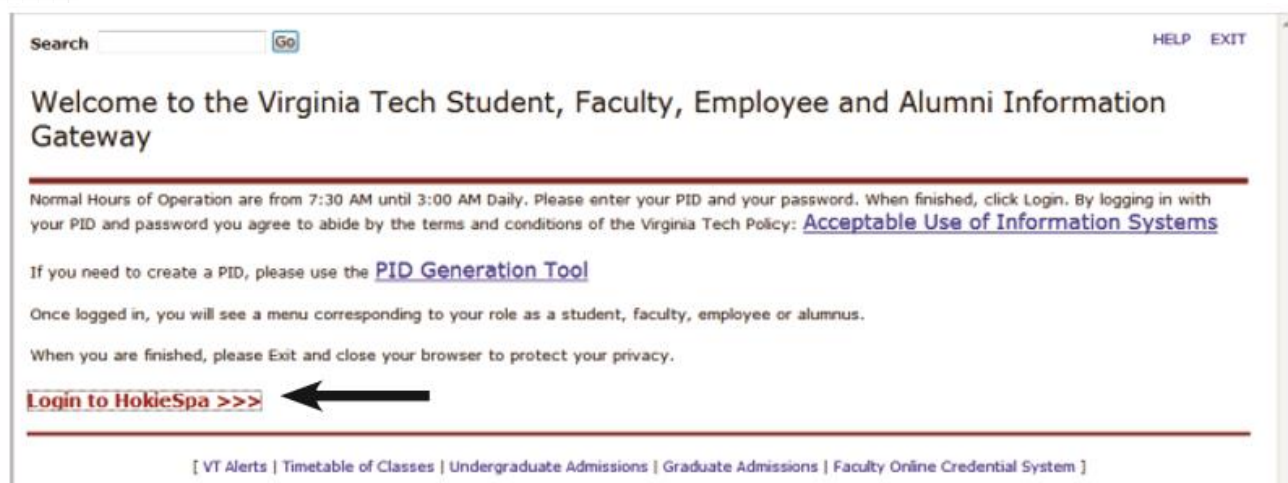 Search Go HELP EXIT
Welcome to the Virginia Tech Student, Faculty, Employee and Alumni Information
Gateway
Normal Hours of Operation are from 7:30 AM until 3:00 AM Daily. Please enter your PID and your password. When finished, click Login. By logging in with
your PID and password you agree to abide by the terms and conditions of the Virginia Tech Policy: Acceptable Use of Information Systems
If you need to create a PID, please use the PID Generation Tool
Once logged in, you will see a menu corresponding to your role as a student, faculty, employee or alumnus.
When you are finished, please Exit and close your browser to protect your privacy.
Login to HokieSpa >>>
[ VT Alerts | Timetable of Classes | Undergraduate Admissions | Graduate Admissions | Faculty Online Credential System ]